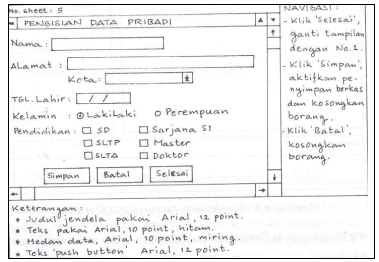 No. sheet: 5
PENGISIAN DATA PRIBADI
Nama:
ALamat:
Kota:
TGL. Lahir: / /
Kelamin: LakiLaki Perempuan
Pendidikan: SD Sarjana S1
SLTP Master
SLTA Doktor
Simpan Batal Selesai
NAVIGASI:
- Klik 'Selesai',
ganti tampilan
dengan No.1.
- Klik 'Simpan',
aktifkan pe-
nyimpan berkas
dan kosongkan
borang.
- Klik 'Batal',
kosongkan
borang.
Keterangan:
* Judul jendela pakai Arial, 12 point.
* Teks pakai Arial, 10 point, hitam.
* Medan data, Arial, 10 point, miring.
* Teks 'push button' Arial, 12 point.